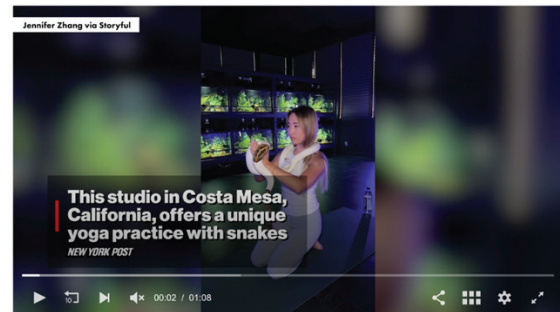 Jennifer Zhang via Storyful
This studio in Costa Mesa,
California, offers a unique
yoga practice with snakes
NEW YORK POST
10
00:02 / 01:08